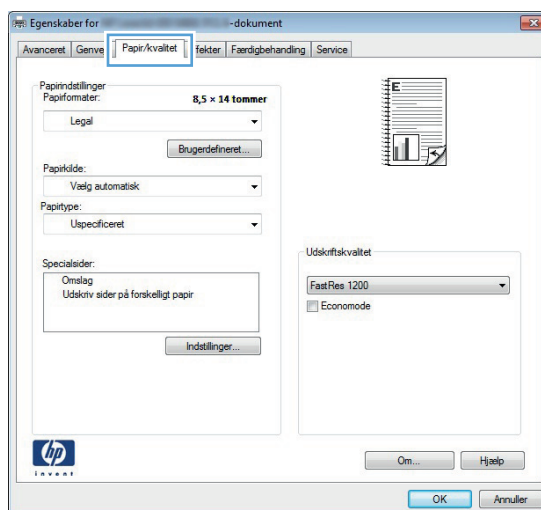 Egenskaber for -dokument
Avanceret Genve Papir/kvalitet fekter Færdigbehandling Service
Papirindstillinger
Papirformater: 8,5 × 14 tommer
Legal
Brugerdefineret...
Papirkilde:
Vælg automatisk
Papirtype:
Uspecificeret
Specialsider:
Omslag
Udskriv sider på forskelligt papir
Indstillinger...
E
Udskriftskvalitet
FastRes 1200
Economode
hp
invent
Om... Hjælp
OK Annuller